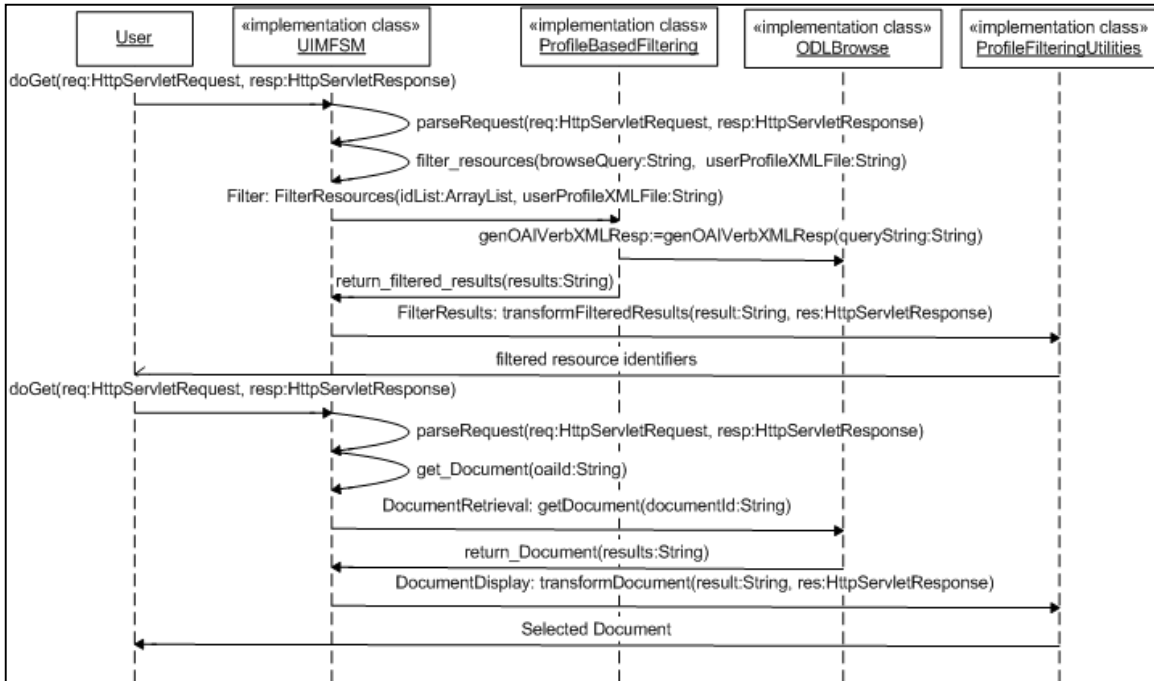 User
«implementation class»
UIMFSM
«implementation class»
ProfileBasedFiltering
«implementation class»
ODLBrowse
«implementation class»
ProfileFilteringUtilities
doGet(req:HttpServletRequest, resp:HttpServletResponse)
parseRequest(req:HttpServletRequest, resp:HttpServletResponse)
filter_resources(browseQuery:String, userProfileXMLFile:String)
Filter: FilterResources(idList:ArrayList, userProfileXMLFile:String)
genOAIVerbXMLResp:=genOAIVerbXMLResp(queryString:String)
return_filtered_results(results:String)
FilterResults: transformFilteredResults(result:String, res:HttpServletResponse)
filtered resource identifiers
doGet(req:HttpServletRequest, resp:HttpServletResponse)
parseRequest(req:HttpServletRequest, resp:HttpServletResponse)
get_Document(oaiId:String)
DocumentRetrieval: getDocument(documentId:String)
return_Document(results:String)
DocumentDisplay: transformDocument(result:String, res:HttpServletResponse)
Selected Document